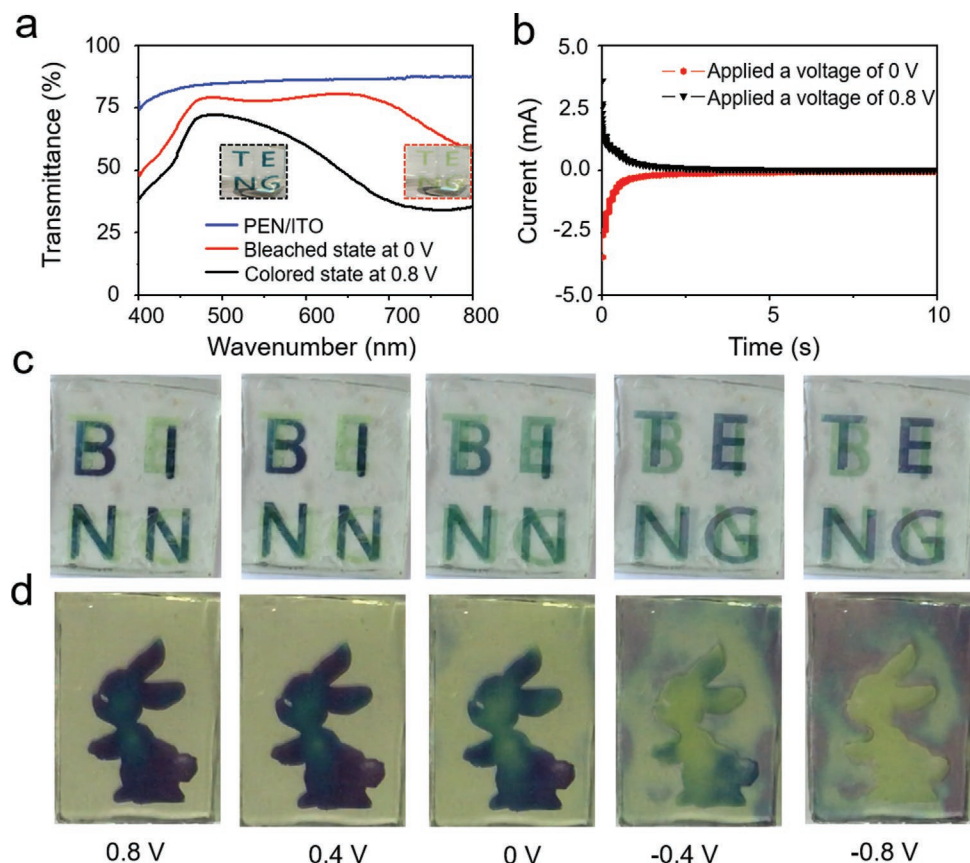 a
100
75
50
25
0
Transmittance (%)
T E
NG
T E
PEN/ITO
Bleached state at 0 V
Colored state at 0.8 V
400 500 600 700 800
Wavenumber (nm)
b
5.0
2.5
0.0
-2.5
-5.0
Current (mA)
Applied a voltage of 0 V
Applied a voltage of 0.8 V
0 5 10
Time (s)
c
B I
N N
B I
N N
B I
N N
T E
N G
T E
N G
d
0.8 V 0.4 V 0 V -0.4 V -0.8 V